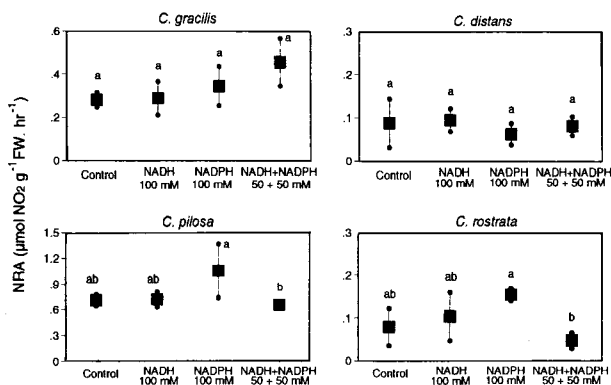 C. gracilis
C. distans
.6
.4
.2
0
a
a
a
a
Control
NADH
100 mM
NADPH
100 mM
NADH+NADPH
50 + 50 mM
.3
.2
.1
0
a
a
a
a
Control
NADH
100 mM
NADPH
100 mM
NADH+NADPH
50 + 50 mM
NRA (µmol NO2 g-1 FW. hr-1)
C. pilosa
C. rostrata
1.5
1.2
.9
.6
.3
0
ab
ab
a
b
Control
NADH
100 mM
NADPH
100 mM
NADH+NADPH
50 + 50 mM
.3
.2
.1
0
ab
ab
a
b
Control
NADH
100 mM
NADPH
100 mM
NADH+NADPH
50 + 50 mM